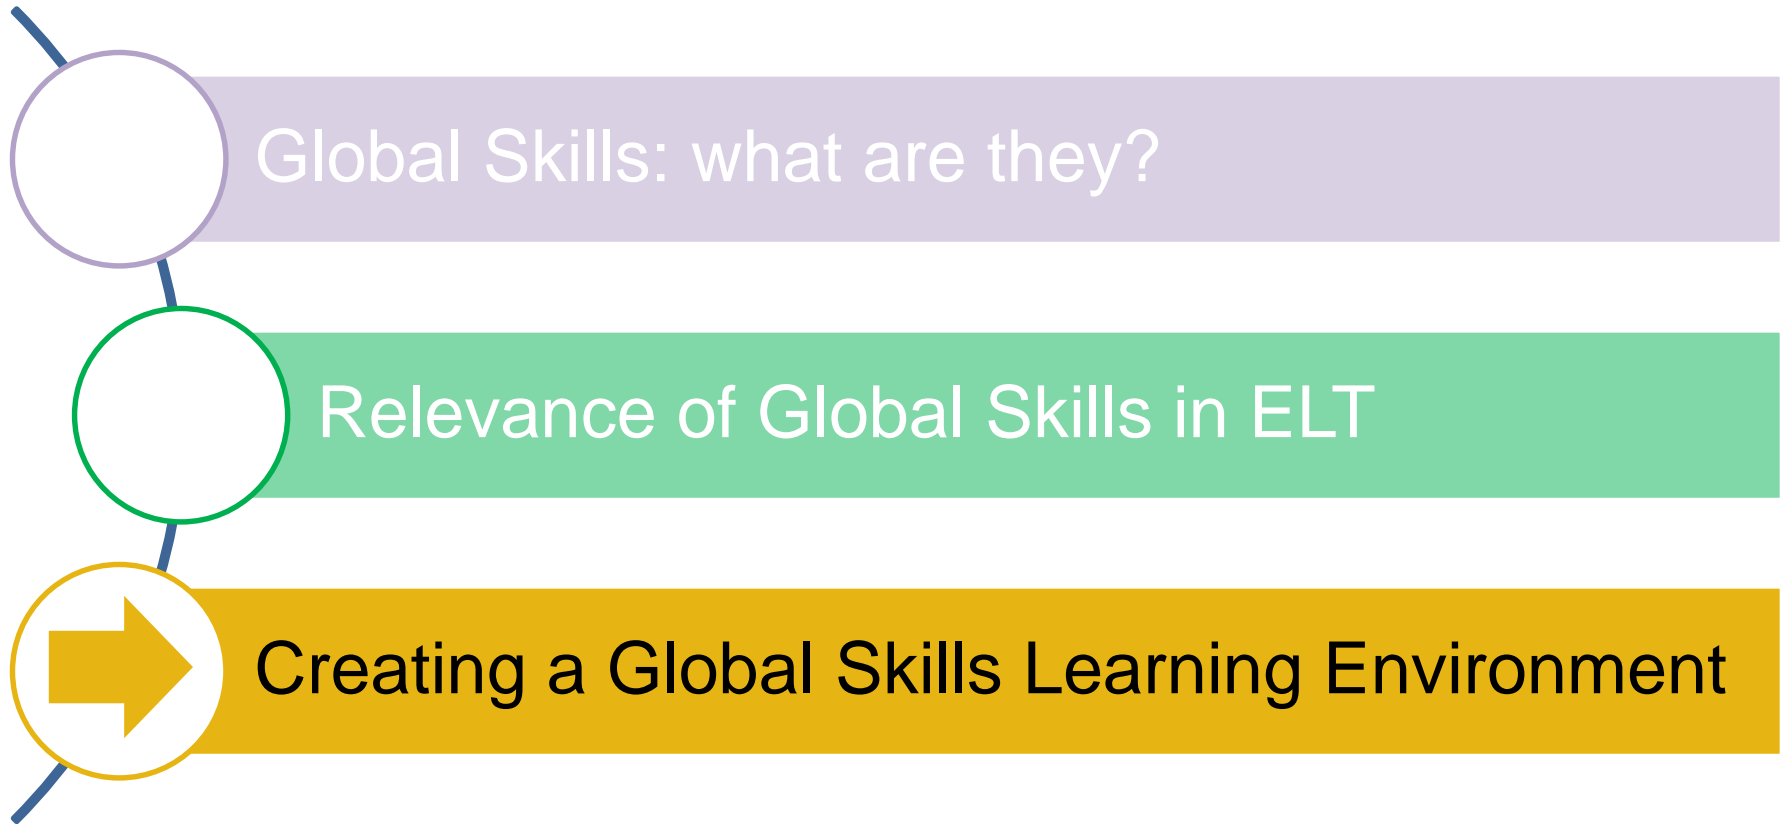 Global Skills: what are they?
Relevance of Global Skills in ELT
Creating a Global Skills Learning Environment